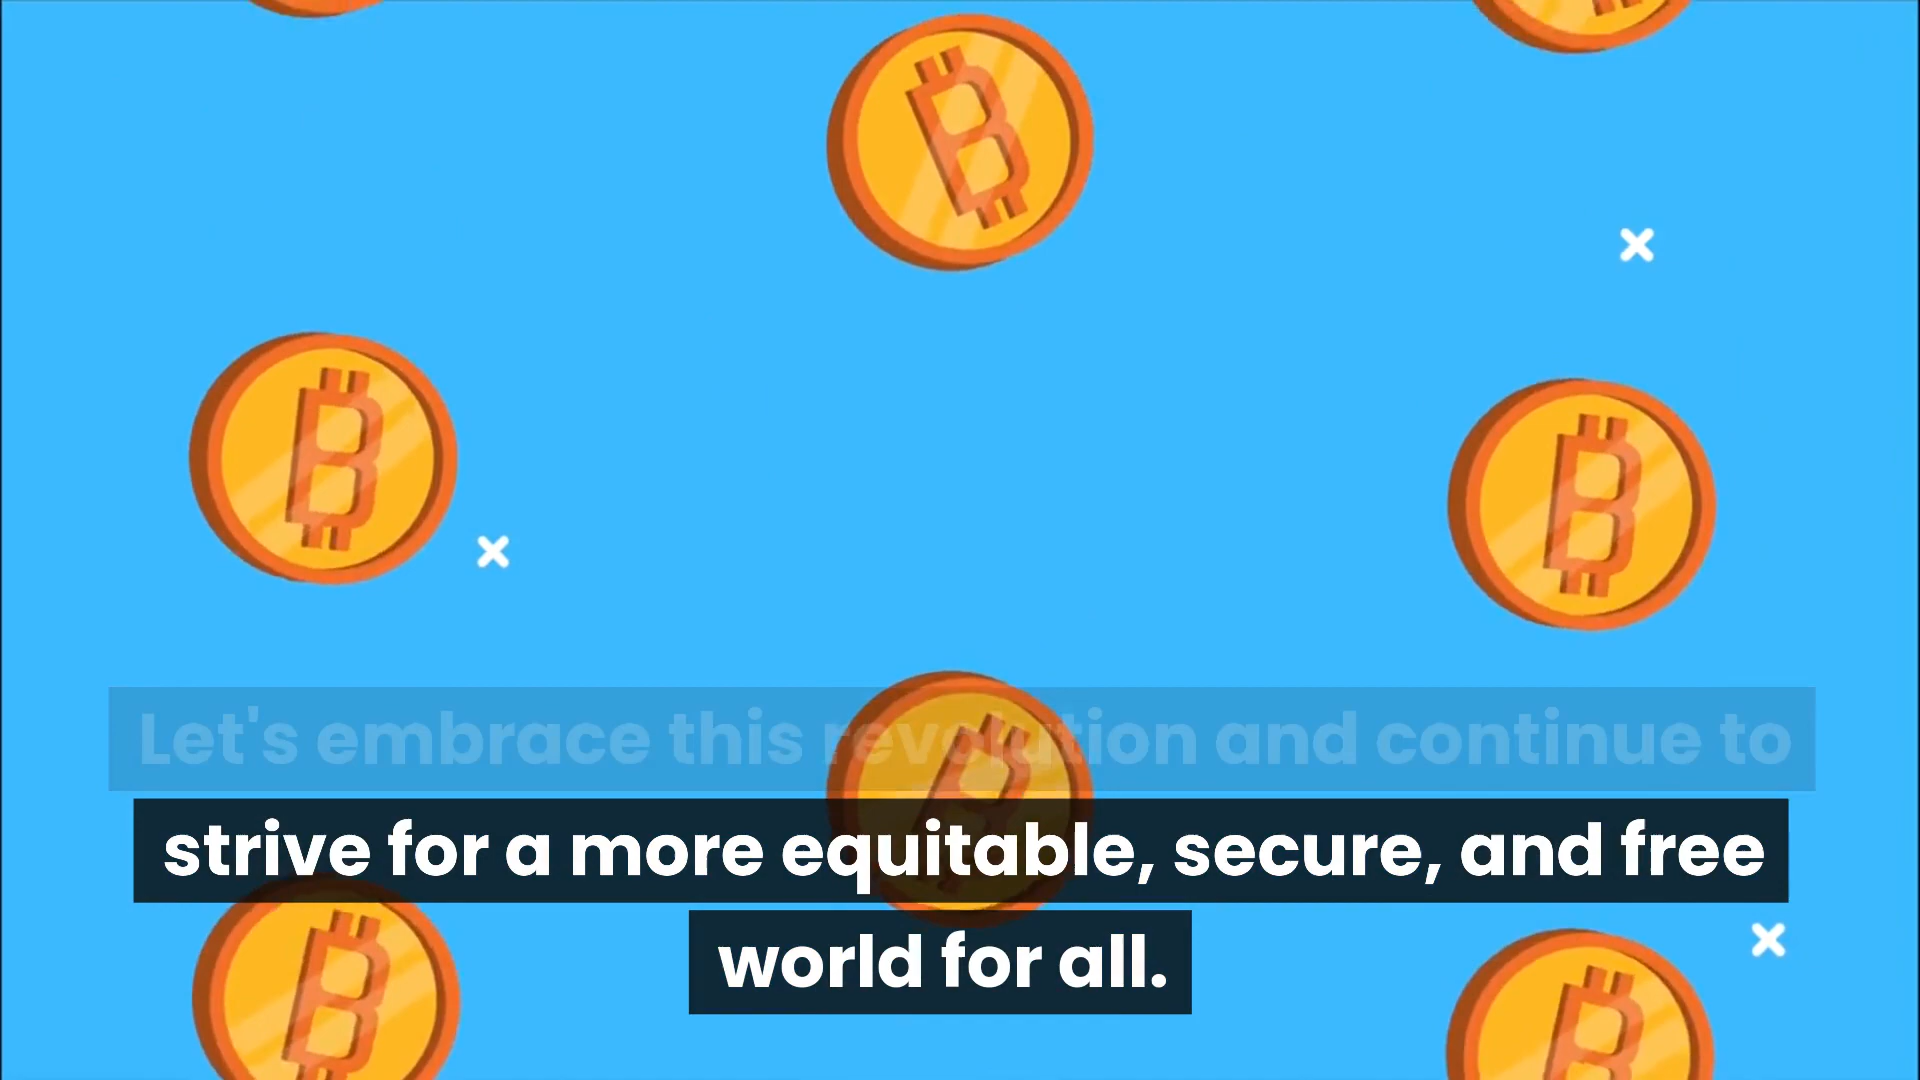 Let's embrace this revolution and continue to
strive for a more equitable, secure, and free
world for all.